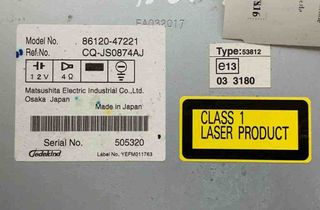 EA032017
Model No. 86120-47221
Ref. No. CQ-JS0874AJ
12V 4Ω
Matsushita Electric Industrial Co., Ltd.
Osaka Japan
Made in Japan
Serial No. 505320
Label No. YEFM011763
Type: 53812
e13
03 3180
CLASS 1
LASER PRODUCT